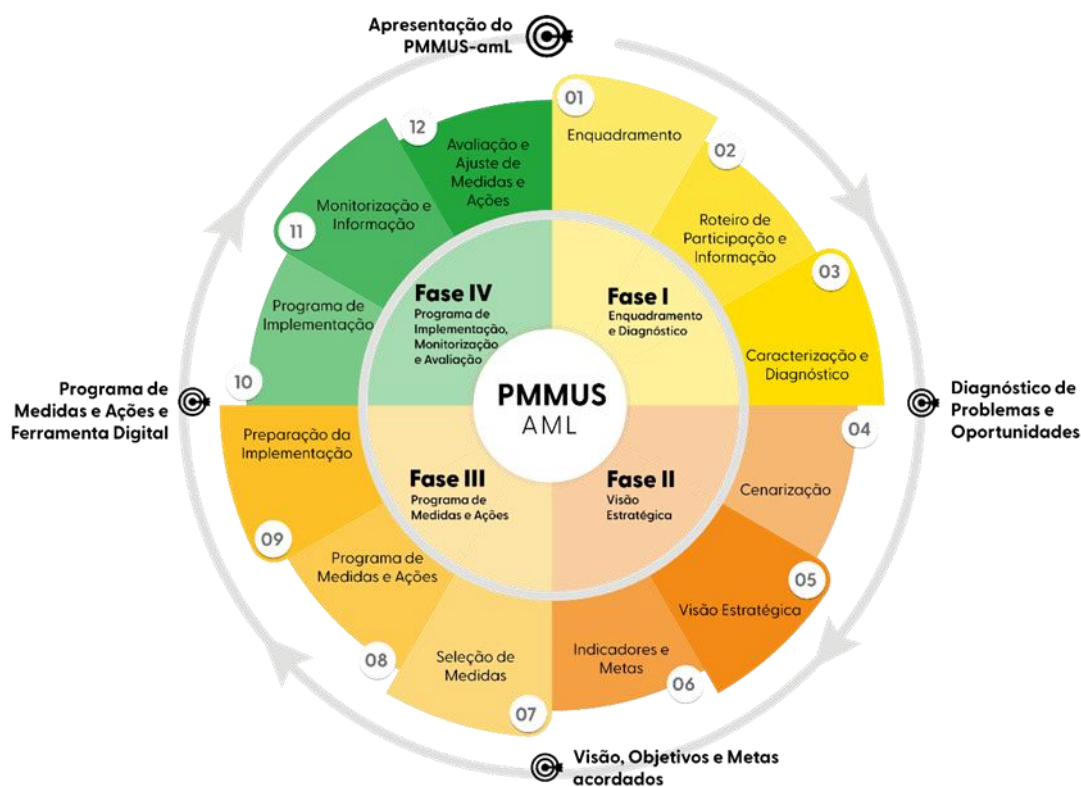 Apresentação do
PMMUS-amL
01
Enquadramento
02
Roteiro de
Participação e
Informação
03
Caracterização e
Diagnóstico
Diagnóstico de
Problemas e
Oportunidades
04
Cenarização
05
Visão Estratégica
06
Indicadores e
Metas
Visão, Objetivos e Metas
acordados
07
Seleção de
Medidas
08
Programa de
Medidas e Ações
09
Preparação da
Implementação
Programa de
Medidas e Ações e
Ferramenta Digital
10
Programa de
Implementação
11
Monitorização e
Informação
12
Avaliação e
Ajuste de
Medidas e
Ações
Fase I
Enquadramento
e Diagnóstico
Fase II
Visão
Estratégica
Fase III
Programa de
Medidas e Ações
Fase IV
Programa de
Implementação,
Monitorização
e Avaliação
PMMUS
AML